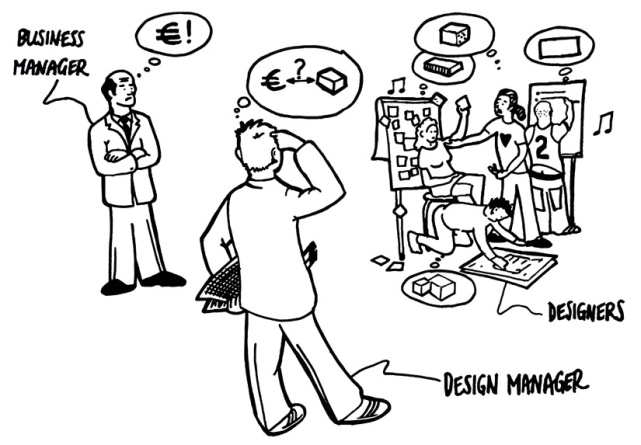 BUSINESS
MANAGER
€!
?
€
2
DESIGNERS
DESIGN MANAGER